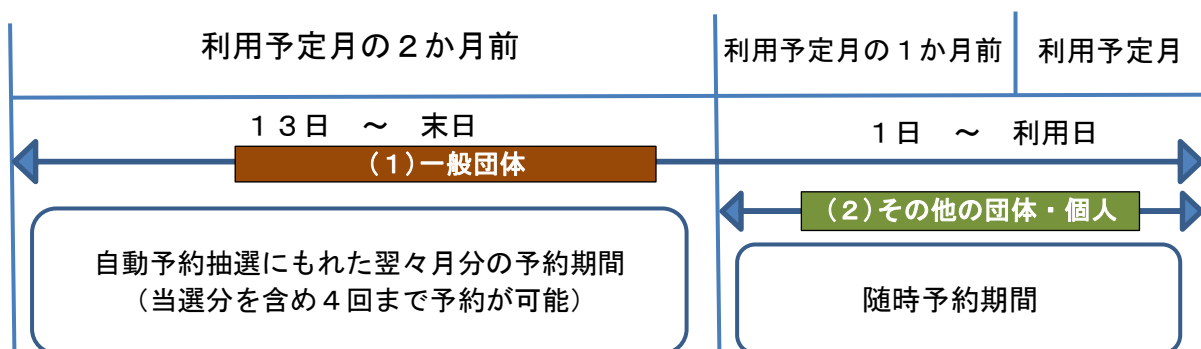 利用予定月の２か月前
利用予定月の１か月前
利用予定月
１３日　～　末日
１日　～　利用日
（１）一般団体
（２）その他の団体・個人
自動予約抽選にもれた翌々月分の予約期間
（当選分を含め４回まで予約が可能）
随時予約期間